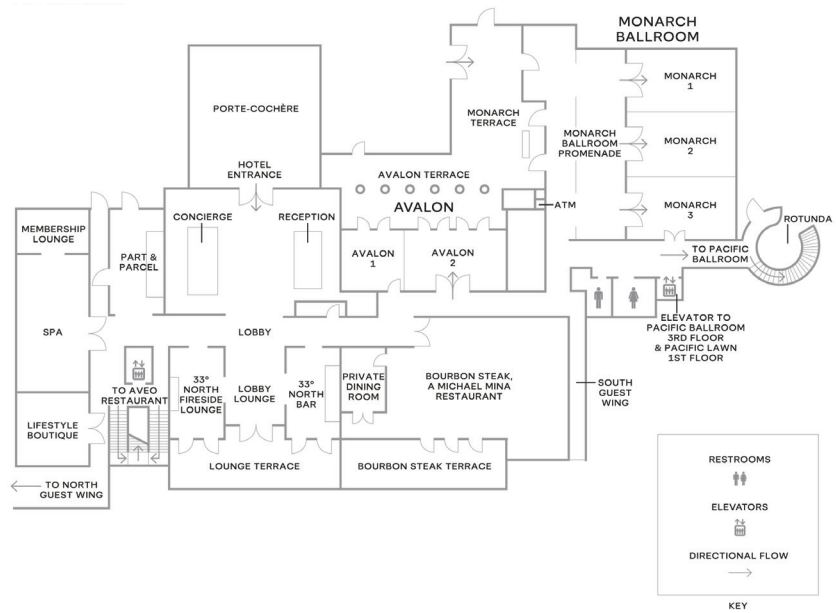 MONARCH
BALLROOM
PORTE-COCHÈRE
MONARCH
1
MONARCH
TERRACE
MONARCH
BALLROOM
PROMENADE
MONARCH
2
HOTEL
ENTRANCE
AVALON TERRACE
AVALON
ATM
MONARCH
3
ROTUNDA
CONCIERGE
RECEPTION
MEMBERSHIP
LOUNGE
PART &
PARCEL
AVALON
1
AVALON
2
TO PACIFIC
BALLROOM
SPA
LOBBY
ELEVATOR TO
PACIFIC BALLROOM
3RD FLOOR
& PACIFIC LAWN
1ST FLOOR
TO AVEO
RESTAURANT
33°
NORTH
FIRESIDE
LOUNGE
LOBBY
LOUNGE
33°
NORTH
BAR
PRIVATE
DINING
ROOM
BOURBON STEAK,
A MICHAEL MINA
RESTAURANT
SOUTH
GUEST
WING
LIFESTYLE
BOUTIQUE
LOUNGE TERRACE
BOURBON STEAK TERRACE
TO NORTH
GUEST WING
RESTROOMS
ELEVATORS
DIRECTIONAL FLOW
KEY